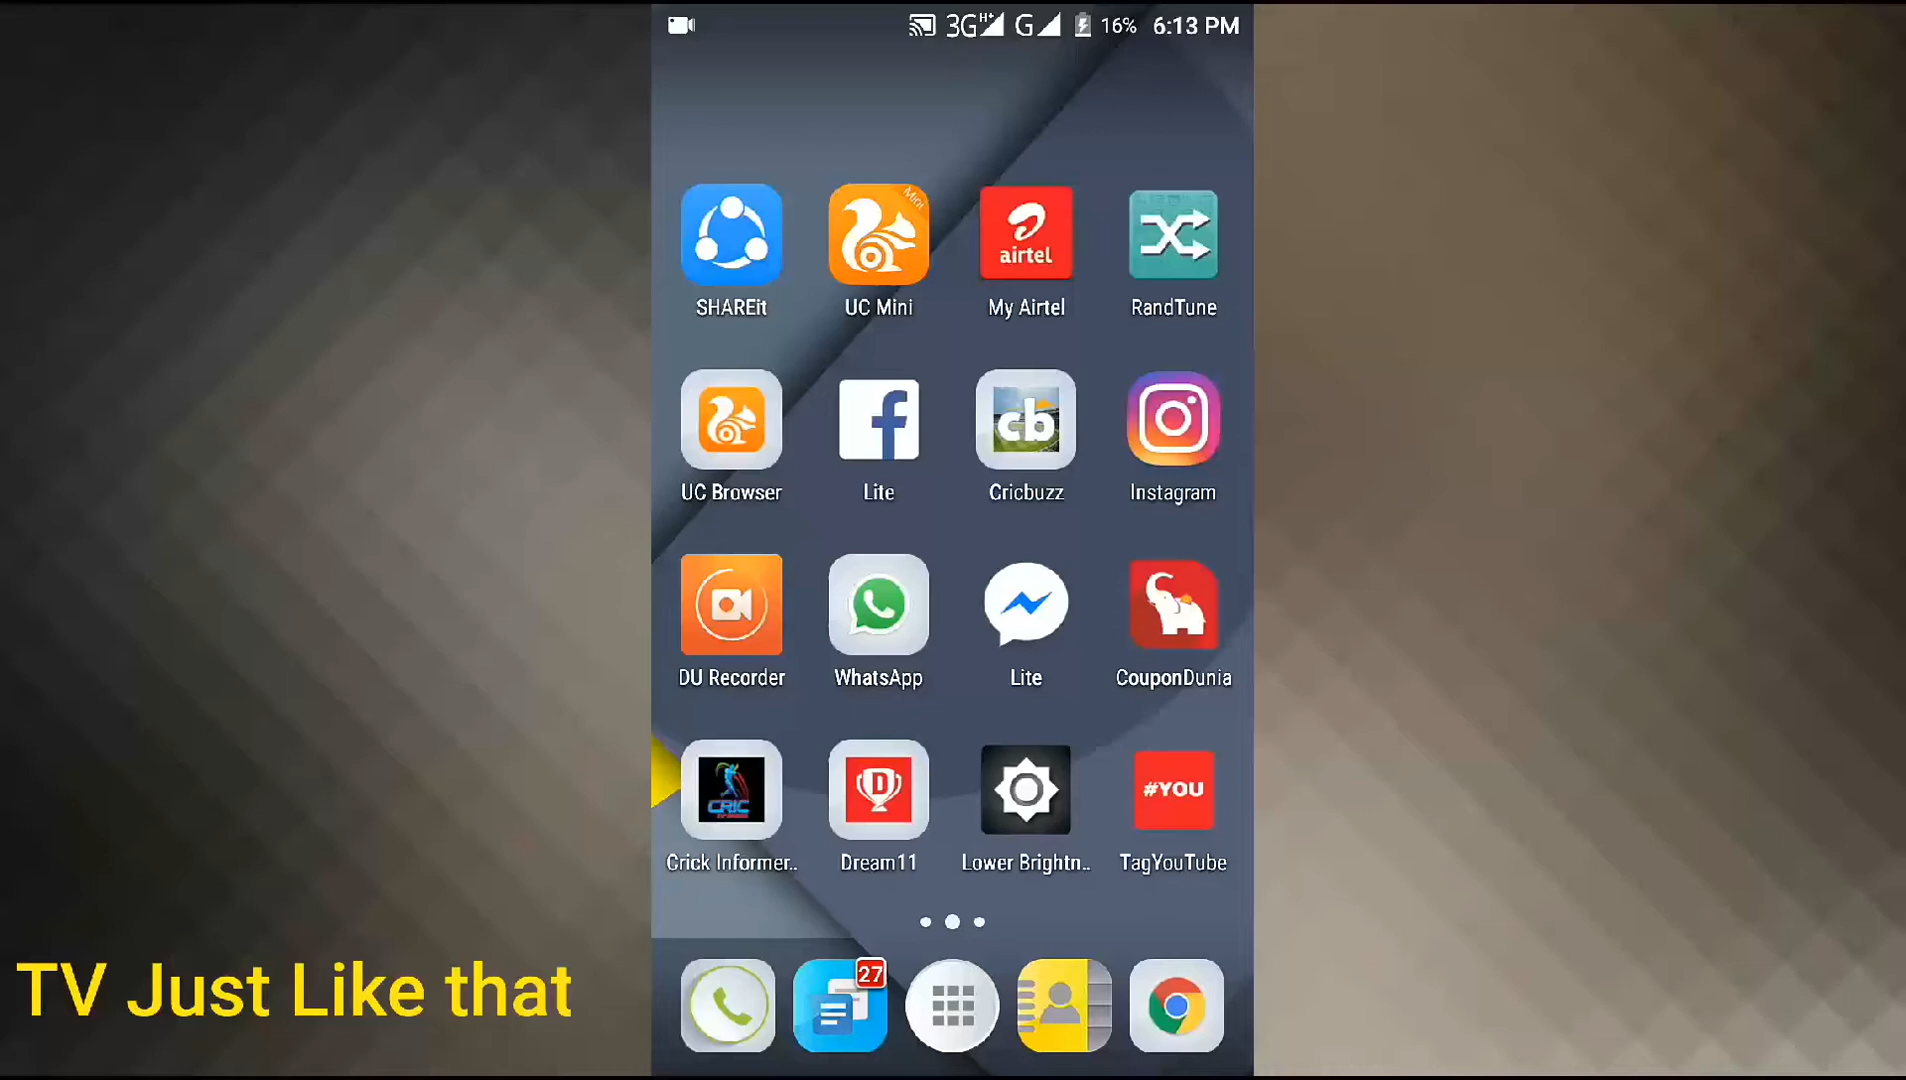 3G H+ G 16% 6:13 PM
Mini
airtel
SHAREit UC Mini My Airtel RandTune
cb
UC Browser Lite Cricbuzz Instagram
DU Recorder WhatsApp Lite CouponDunia
CRIC
D
#YOU
Crick Informer.. Dream11 Lower Brightn.. TagYouTube
27
TV Just Like that